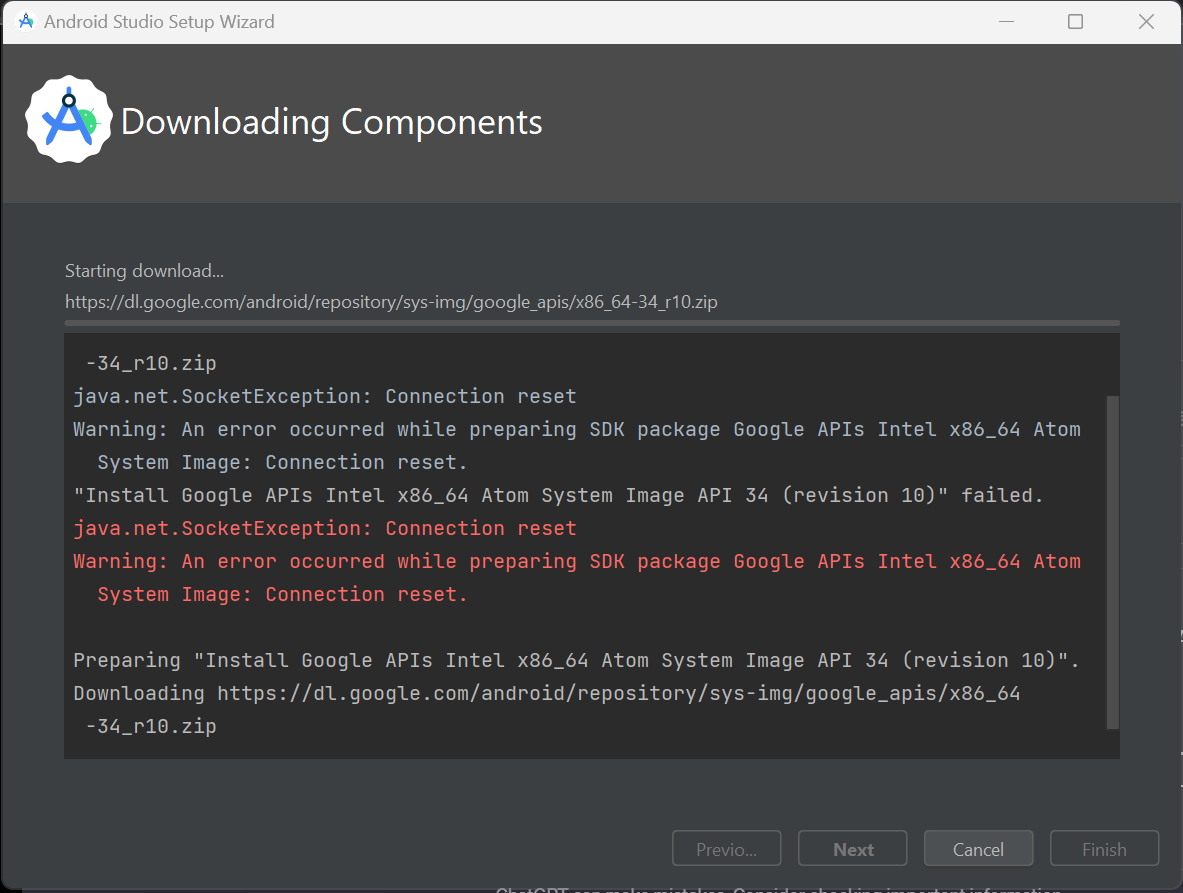 Android Studio Setup Wizard
Downloading Components
Starting download...
https://dl.google.com/android/repository/sys-img/google_apis/x86_64-34_r10.zip
-34_r10.zip
java.net.SocketException: Connection reset
Warning: An error occurred while preparing SDK package Google APIs Intel x86_64 Atom
System Image: Connection reset.
"Install Google APIs Intel x86_64 Atom System Image API 34 (revision 10)" failed.
java.net.SocketException: Connection reset
Warning: An error occurred while preparing SDK package Google APIs Intel x86_64 Atom
System Image: Connection reset.
Preparing "Install Google APIs Intel x86_64 Atom System Image API 34 (revision 10)".
Downloading https://dl.google.com/android/repository/sys-img/google_apis/x86_64
-34_r10.zip
Previo... Next Cancel Finish
ChatGPT can make mistakes. Consider checking important information.